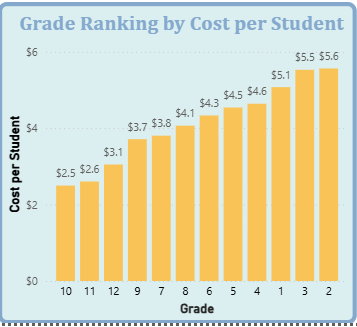 Grade Ranking by Cost per Student
$6
$4
$2
$0
Cost per Student
$2.5 $2.6 $3.1 $3.7 $3.8 $4.1 $4.3 $4.5 $4.6 $5.1 $5.5 $5.6
10 11 12 9 7 8 6 5 4 1 3 2
Grade